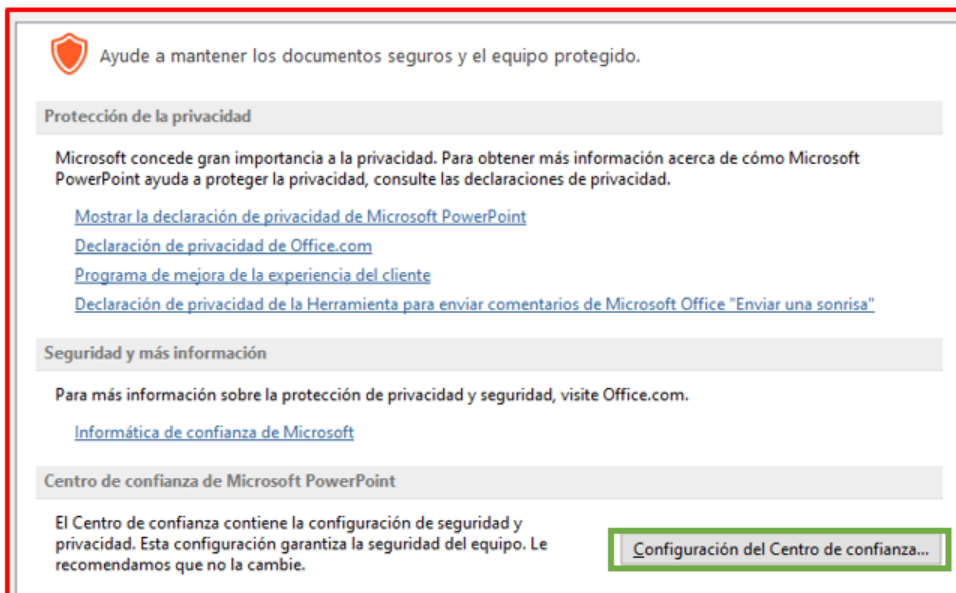 Ayude a mantener los documentos seguros y el equipo protegido.
Protección de la privacidad
Microsoft concede gran importancia a la privacidad. Para obtener más información acerca de cómo Microsoft
PowerPoint ayuda a proteger la privacidad, consulte las declaraciones de privacidad.
Mostrar la declaración de privacidad de Microsoft PowerPoint
Declaración de privacidad de Office.com
Programa de mejora de la experiencia del cliente
Declaración de privacidad de la Herramienta para enviar comentarios de Microsoft Office "Enviar una sonrisa"
Seguridad y más información
Para más información sobre la protección de privacidad y seguridad, visite Office.com.
Informática de confianza de Microsoft
Centro de confianza de Microsoft PowerPoint
El Centro de confianza contiene la configuración de seguridad y
privacidad. Esta configuración garantiza la seguridad del equipo. Le
recomendamos que no la cambie.
Configuración del Centro de confianza...